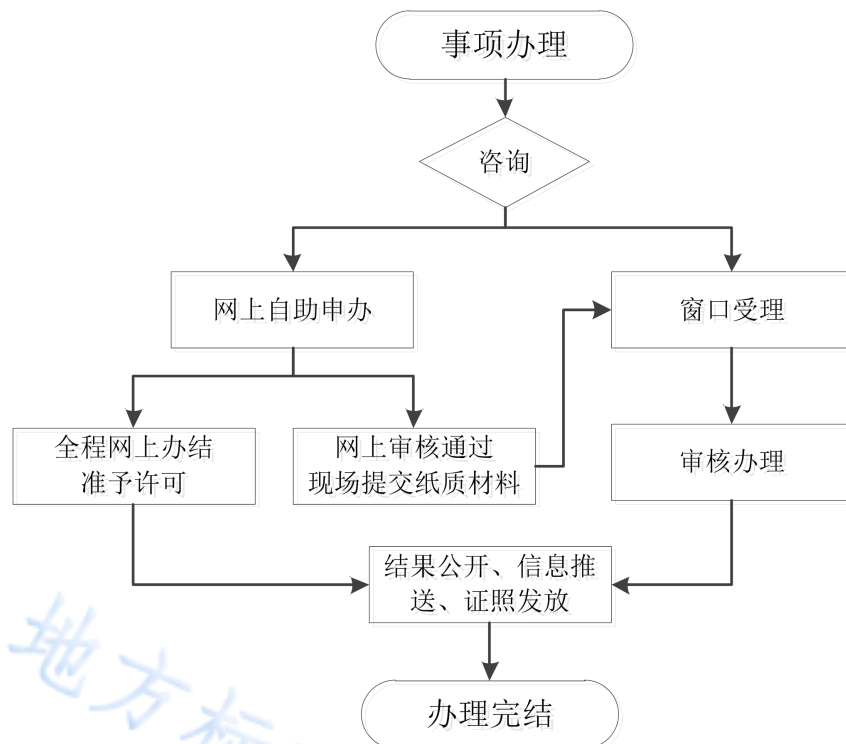 事项办理
咨询
网上自助申办
窗口受理
全程网上办结
准予许可
网上审核通过
现场提交纸质材料
审核办理
结果公开、信息推
送、证照发放
办理完结
地方标